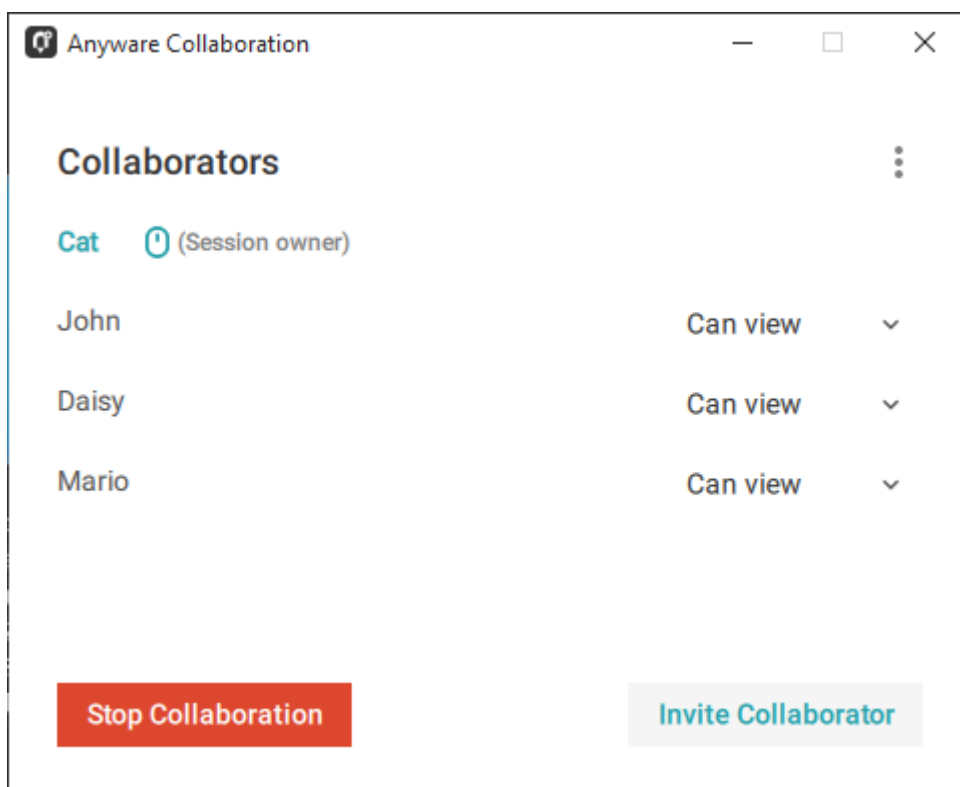 Anyware Collaboration
Collaborators
Cat (Session owner)
John Can view
Daisy Can view
Mario Can view
Stop Collaboration Invite Collaborator